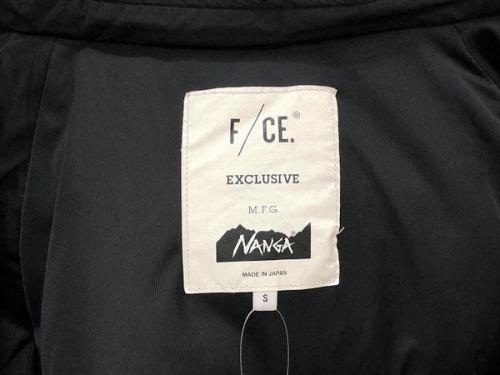 F/CE.®
EXCLUSIVE
M.F.G.
NANGA®
MADE IN JAPAN
S